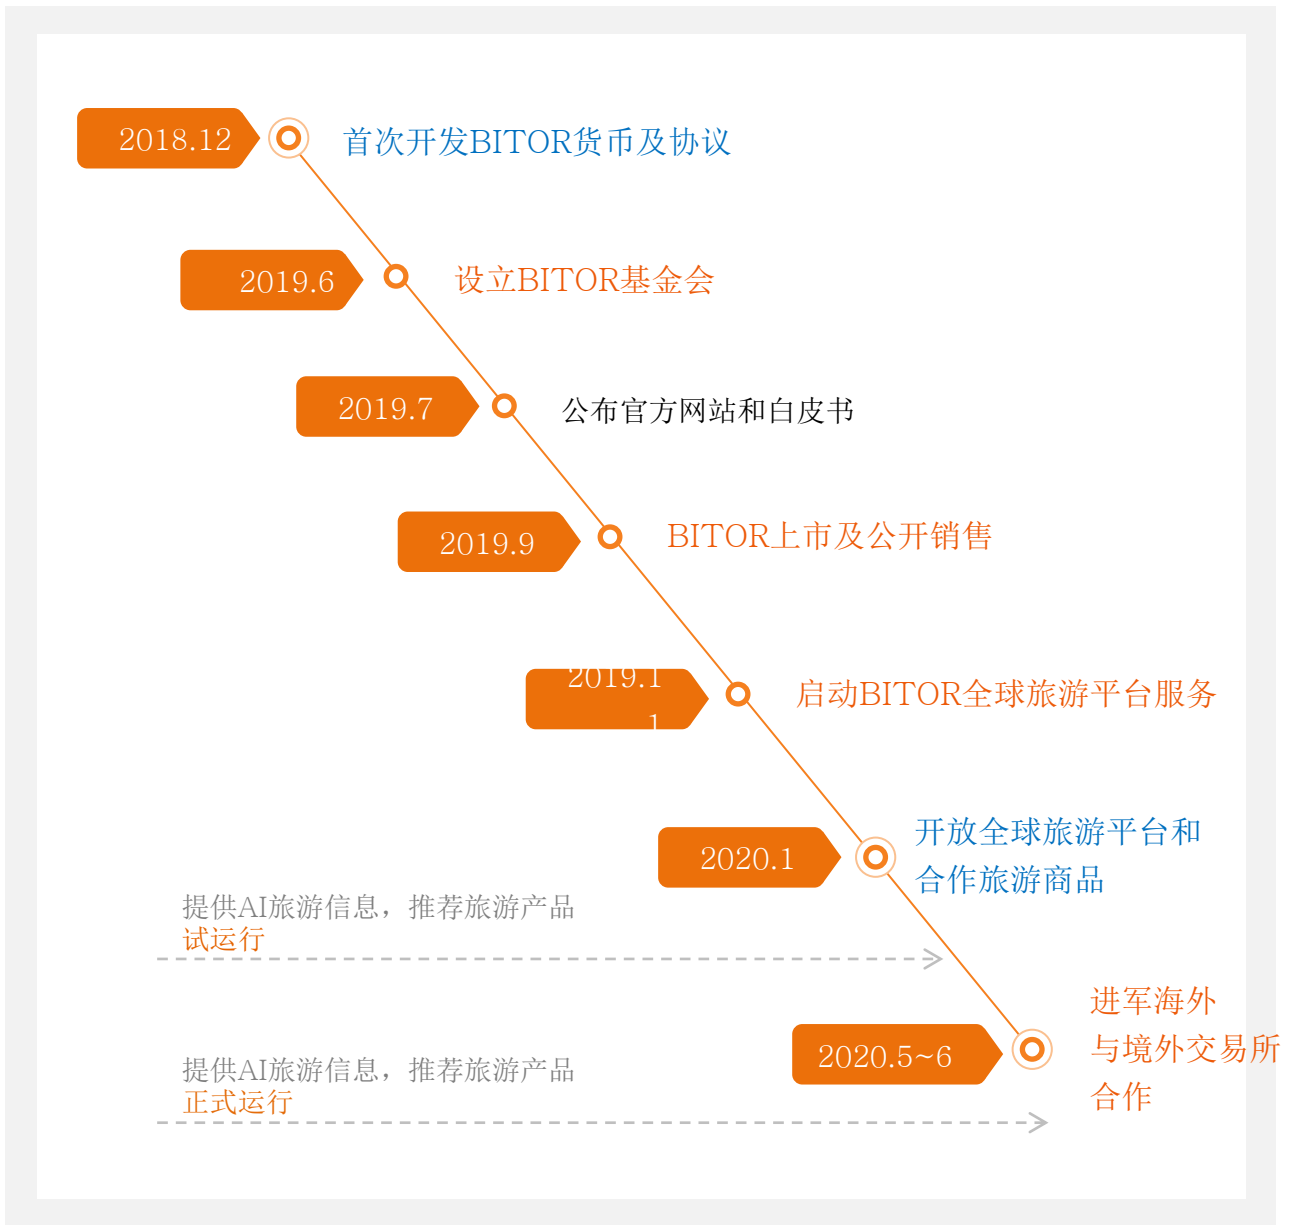 2018.12
首次开发BITOR货币及协议
2019.6
设立BITOR基金会
2019.7
公布官方网站和白皮书
2019.9
BITOR上市及公开销售
2019.1
1
启动BITOR全球旅游平台服务
2020.1
开放全球旅游平台和
合作旅游商品
提供AI旅游信息，推荐旅游产品
试运行
2020.5~6
进军海外
与境外交易所
合作
提供AI旅游信息，推荐旅游产品
正式运行